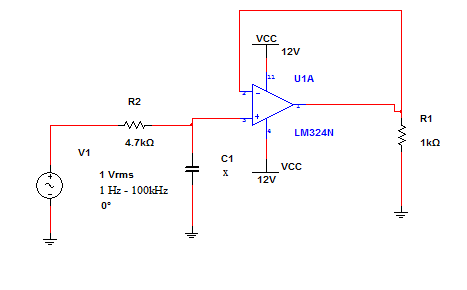 VCC
12V
11
U1A
R2
2
1
R1
4.7kΩ
3
LM324N
1kΩ
4
V1
C1
VCC
1 Vrms
X
12V
1 Hz - 100kHz
0°